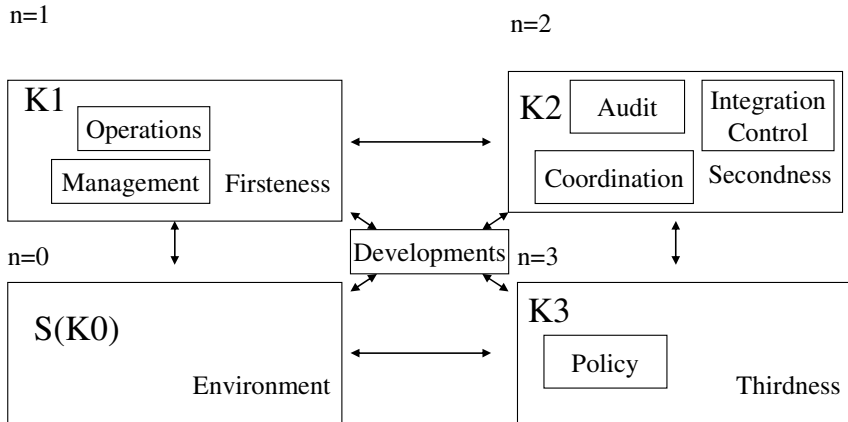 n=1
n=2
K1
Operations
Management
Firsteness
K2
Audit
Integration
Control
Coordination
Secondness
Developments
n=0
n=3
S(K0)
Environment
K3
Policy
Thirdness